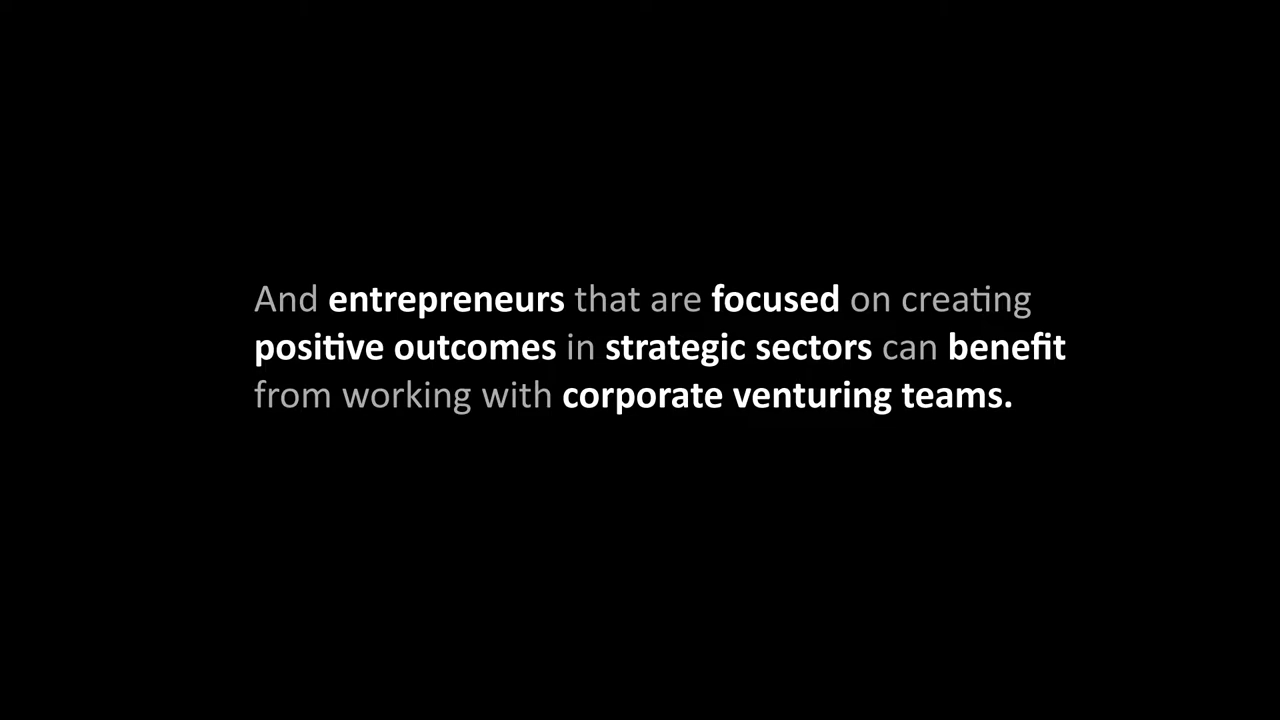 And entrepreneurs that are focused on creating
positive outcomes in strategic sectors can benefit
from working with corporate venturing teams.